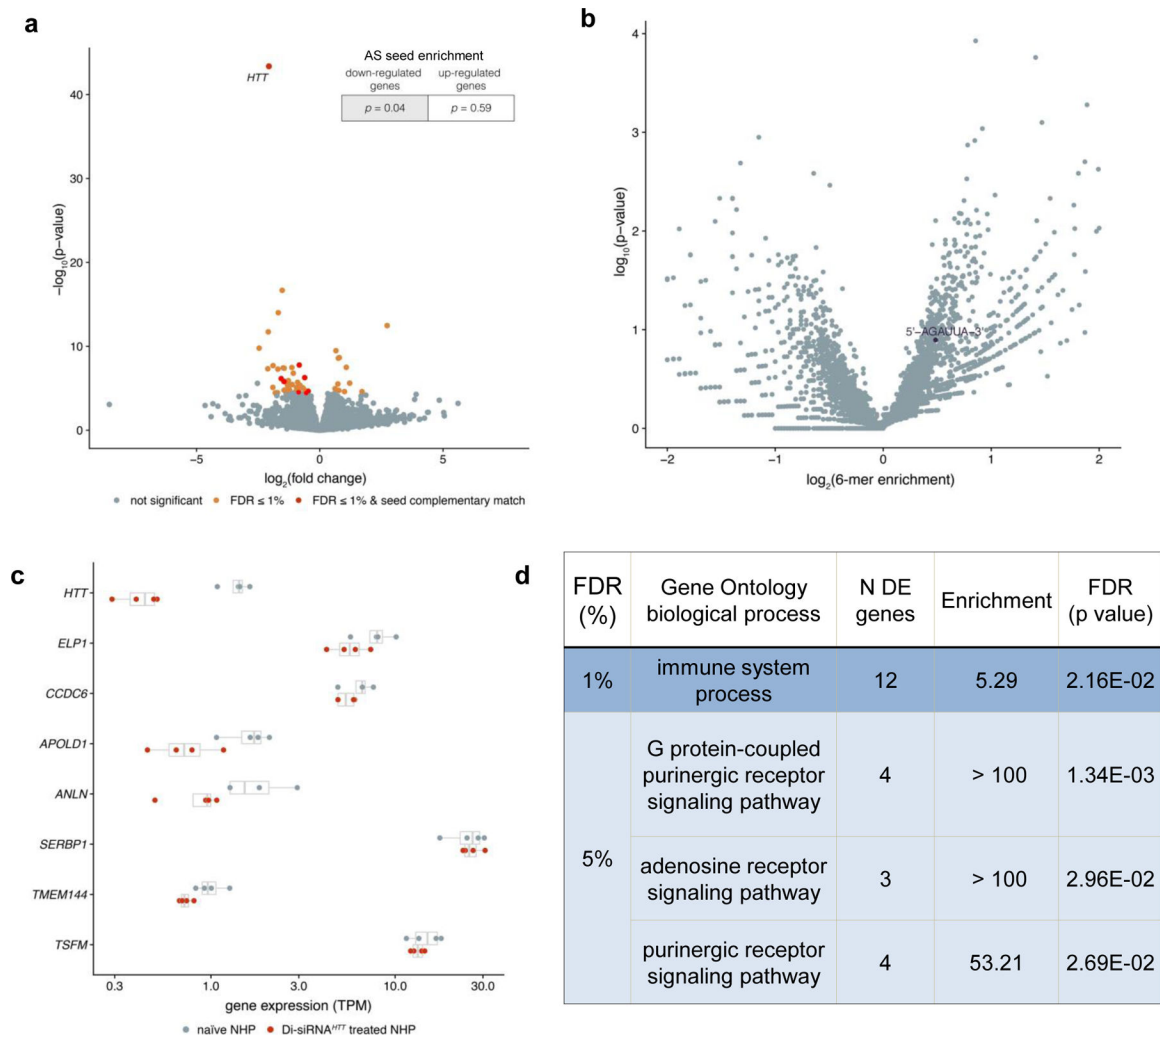 a
AS seed enrichment
down-regulated genes
up-regulated genes
p = 0.04
p = 0.59
HTT
40
30
20
10
0
−log10(p−value)
−5
0
5
log2(fold change)
not significant
FDR ≤ 1%
FDR ≤ 1% & seed complementary match
b
4
3
2
1
0
log10(p−value)
5'−AGAUUA−3'
−2
−1
0
1
2
log2(6−mer enrichment)
c
HTT
ELP1
CCDC6
APOLD1
ANLN
SERBP1
TMEM144
TSFM
0.3
1.0
3.0
10.0
30.0
gene expression (TPM)
naïve NHP
Di-siRNAHTT treated NHP
d
FDR (%)
Gene Ontology biological process
N DE genes
Enrichment
FDR (p value)
1%
immune system process
12
5.29
2.16E-02
5%
G protein-coupled purinergic receptor signaling pathway
4
> 100
1.34E-03
adenosine receptor signaling pathway
3
> 100
2.96E-02
purinergic receptor signaling pathway
4
53.21
2.69E-02